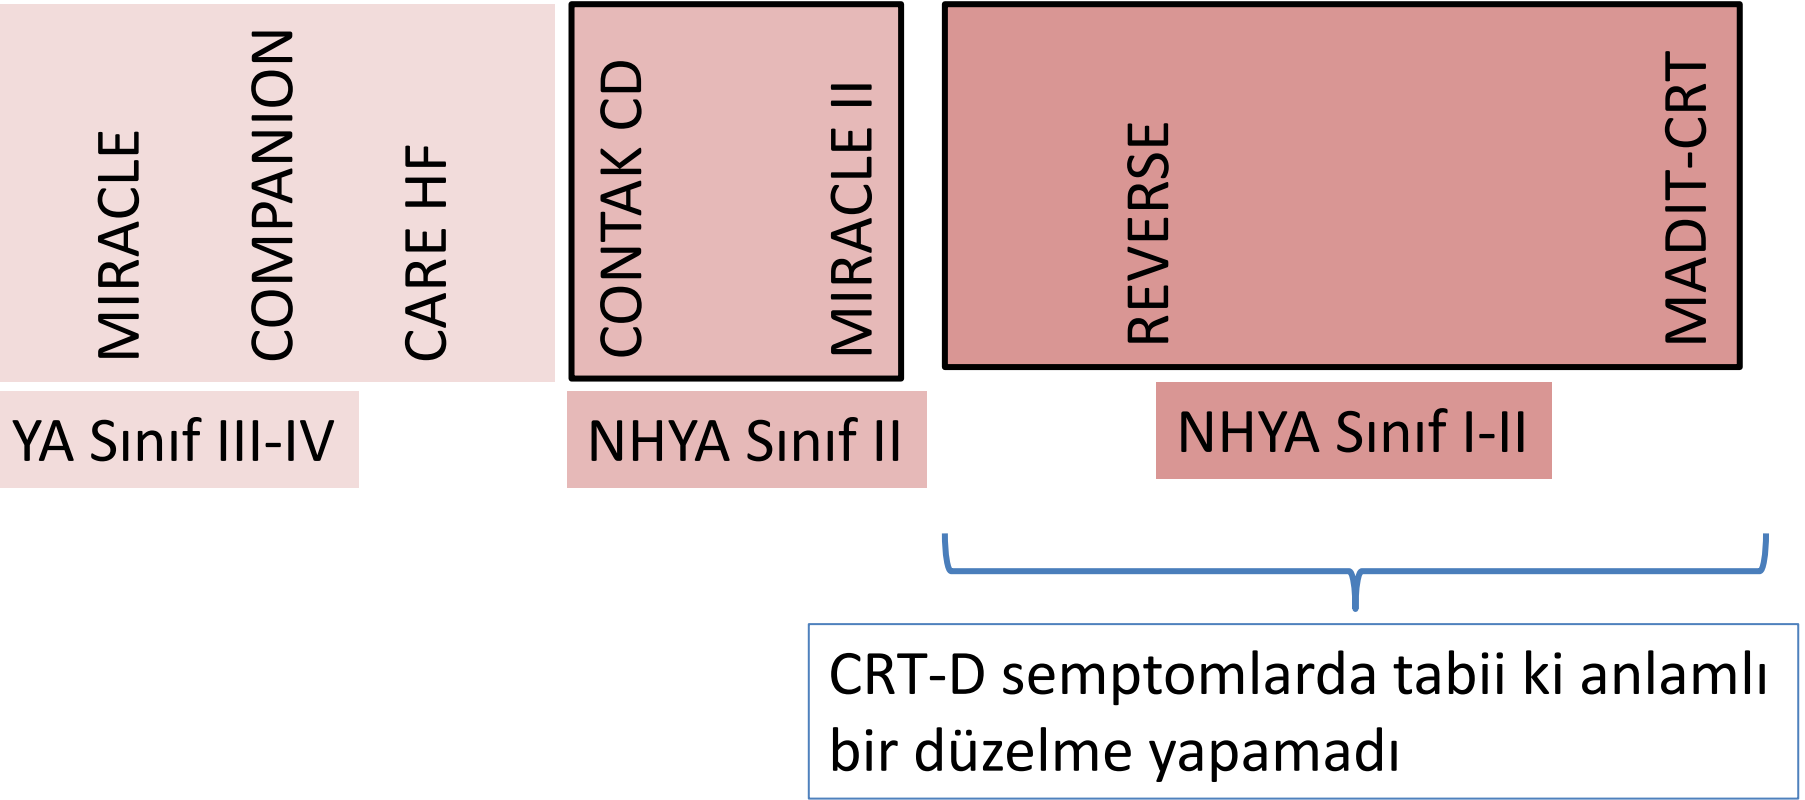 MIRACLE
COMPANION
CARE HF
CONTAK CD
MIRACLE II
REVERSE
MADIT-CRT
YA Sınıf III-IV
NHYA Sınıf II
NHYA Sınıf I-II
CRT-D semptomlarda tabii ki anlamlı
bir düzelme yapamadı